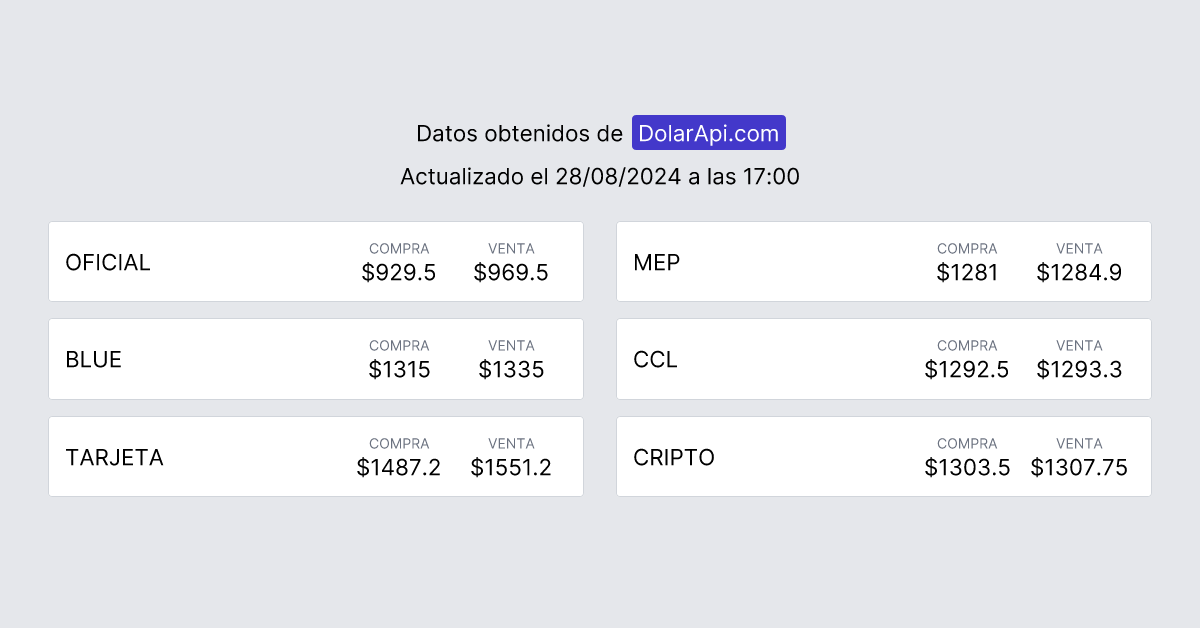 Datos obtenidos de DolarApi.com
Actualizado el 28/08/2024 a las 17:00
OFICIAL
COMPRA VENTA
$929.5 $969.5
MEP
COMPRA VENTA
$1281 $1284.9
BLUE
COMPRA VENTA
$1315 $1335
CCL
COMPRA VENTA
$1292.5 $1293.3
TARJETA
COMPRA VENTA
$1487.2 $1551.2
CRIPTO
COMPRA VENTA
$1303.5 $1307.75